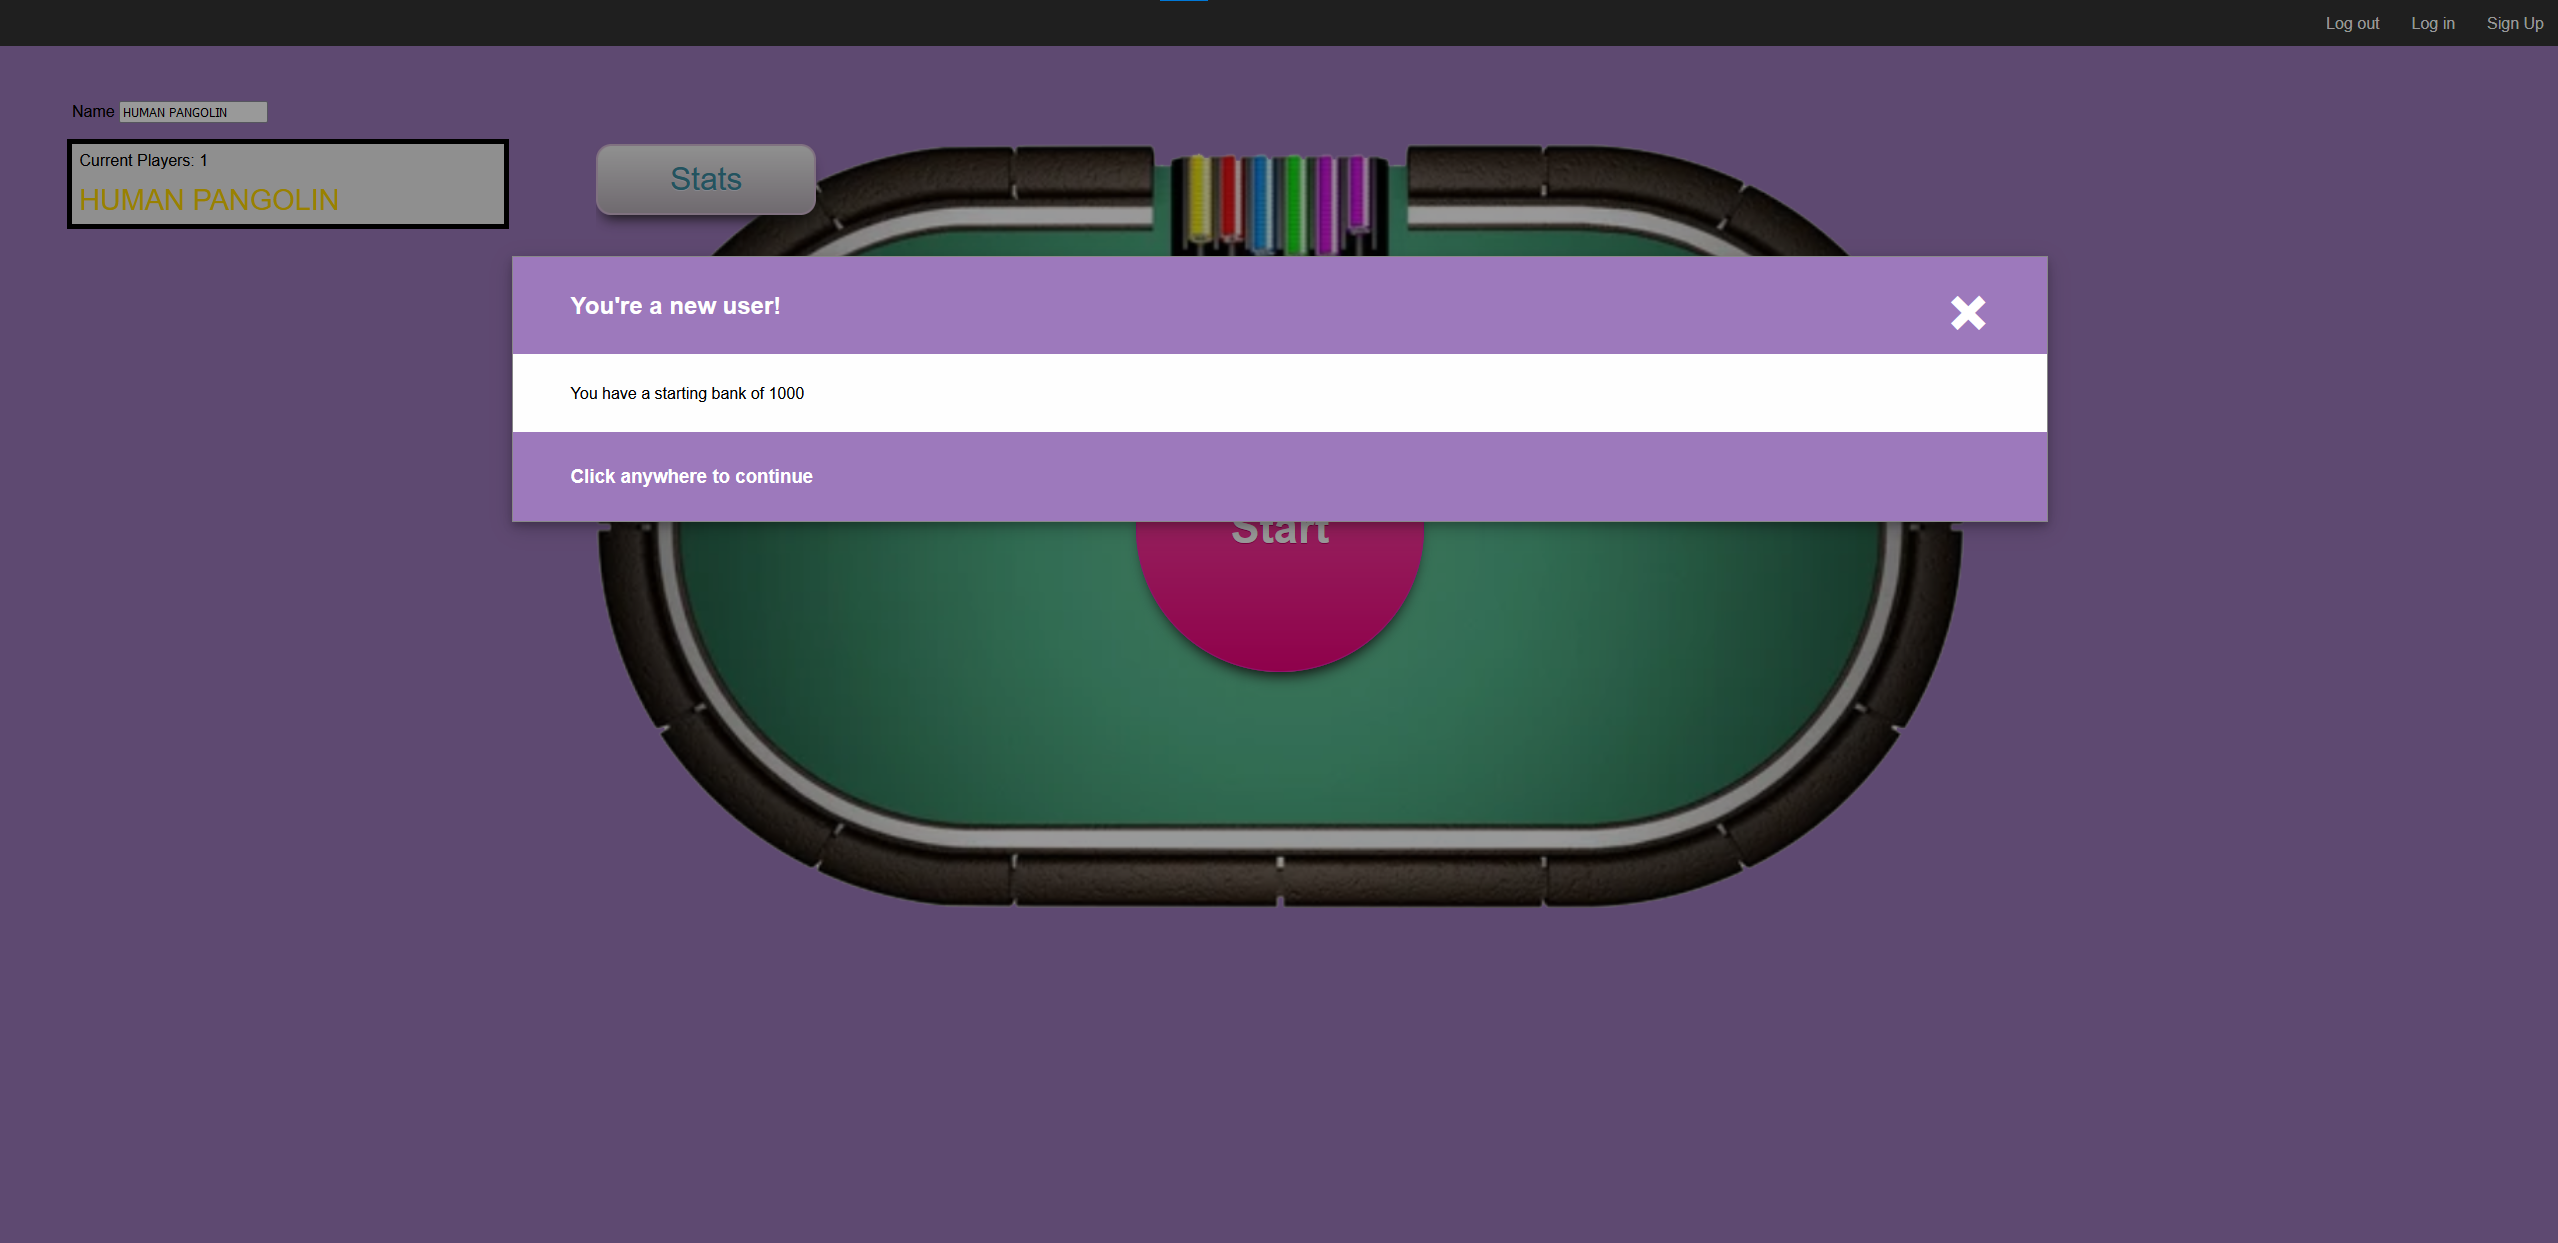 Log out Log in Sign Up
Name HUMAN PANGOLIN
Current Players: 1
HUMAN PANGOLIN
Stats
You're a new user!
You have a starting bank of 1000
Click anywhere to continue
Start